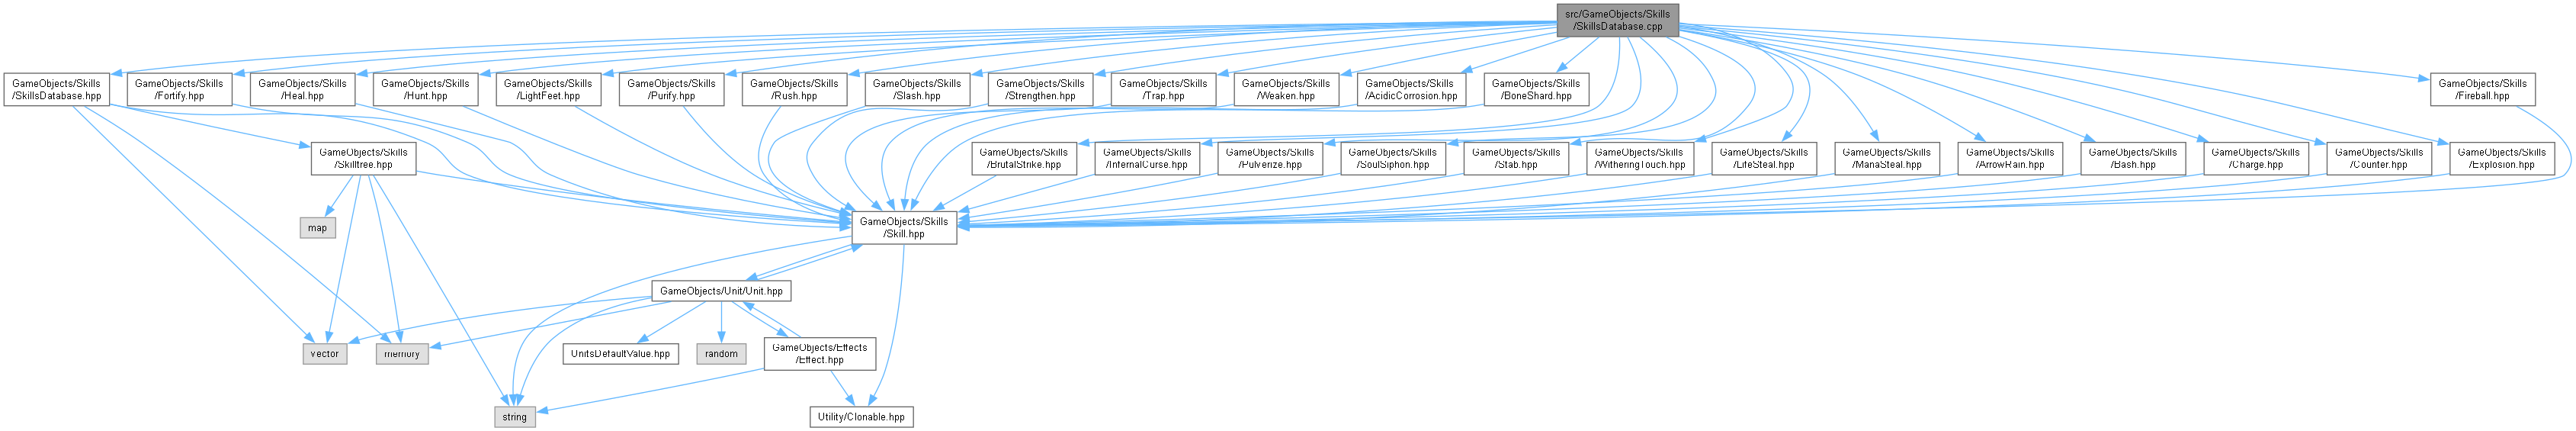 src/GameObjects/Skills
/SkillsDatabase.cpp
GameObjects/Skills
/SkillsDatabase.hpp
GameObjects/Skills
/Fortify.hpp
GameObjects/Skills
/Heal.hpp
GameObjects/Skills
/Hunt.hpp
GameObjects/Skills
/LightFeet.hpp
GameObjects/Skills
/Purify.hpp
GameObjects/Skills
/Rush.hpp
GameObjects/Skills
/Slash.hpp
GameObjects/Skills
/Strengthen.hpp
GameObjects/Skills
/Trap.hpp
GameObjects/Skills
/Weaken.hpp
GameObjects/Skills
/AcidicCorrosion.hpp
GameObjects/Skills
/BoneShard.hpp
GameObjects/Skills
/Fireball.hpp
GameObjects/Skills
/Skilltree.hpp
GameObjects/Skills
/BrutalStrike.hpp
GameObjects/Skills
/InternalCurse.hpp
GameObjects/Skills
/Pulverize.hpp
GameObjects/Skills
/SoulSiphon.hpp
GameObjects/Skills
/Stab.hpp
GameObjects/Skills
/WitheringTouch.hpp
GameObjects/Skills
/LifeSteal.hpp
GameObjects/Skills
/ManaSteal.hpp
GameObjects/Skills
/ArrowRain.hpp
GameObjects/Skills
/Bash.hpp
GameObjects/Skills
/Charge.hpp
GameObjects/Skills
/Counter.hpp
GameObjects/Skills
/Explosion.hpp
map
GameObjects/Skills
/Skill.hpp
GameObjects/Unit/Unit.hpp
vector
memory
UnitsDefaultValue.hpp
random
GameObjects/Effects
/Effect.hpp
string
Utility/Clonable.hpp